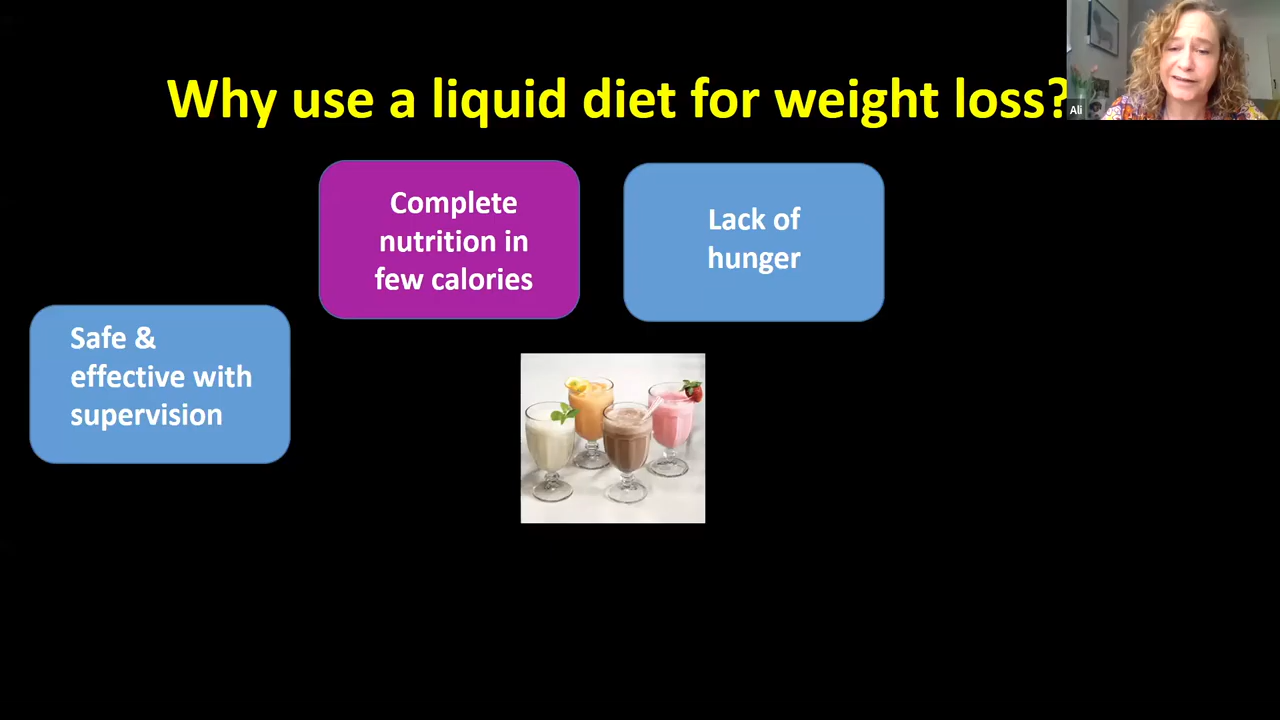 Why use a liquid diet for weight loss?
Ali
Complete
nutrition in
few calories
Lack of
hunger
Safe &
effective with
supervision